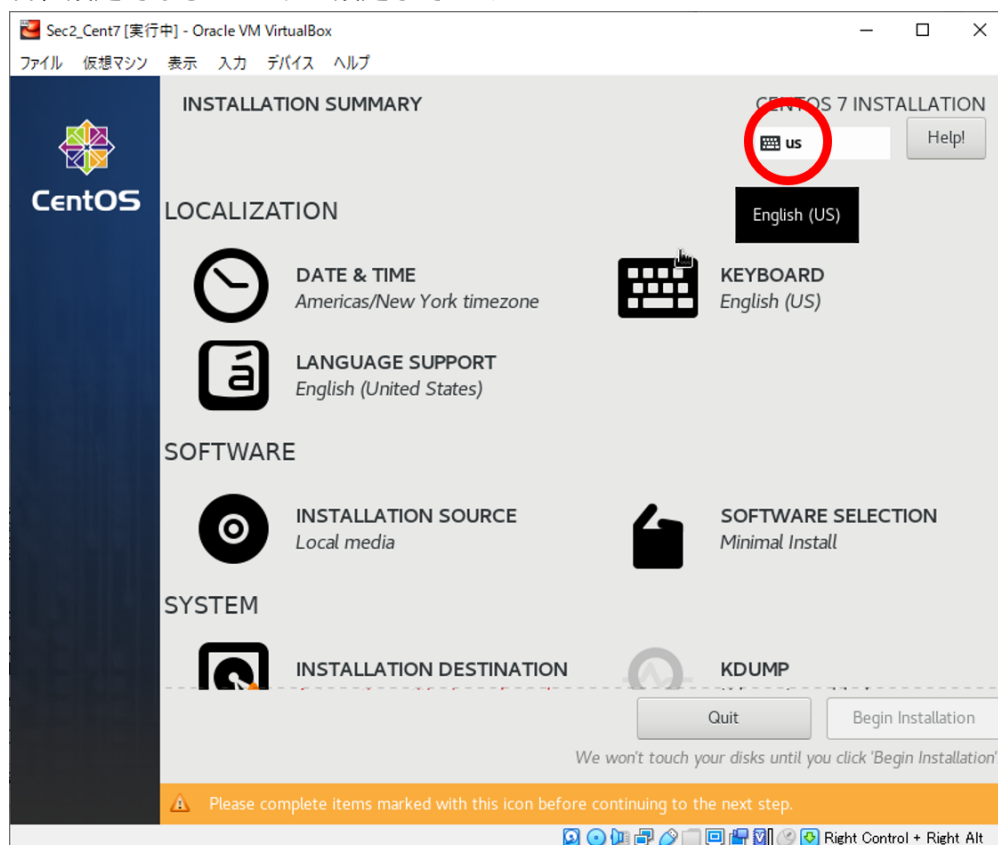 Sec2_Cent7 [実行中] - Oracle VM VirtualBox
ファイル 仮想マシン 表示 入力 デバイス ヘルプ
INSTALLATION SUMMARY
CENTOS 7 INSTALLATION
us
Help!
English (US)
CentOS
LOCALIZATION
DATE & TIME
Americas/New York timezone
KEYBOARD
English (US)
LANGUAGE SUPPORT
English (United States)
SOFTWARE
INSTALLATION SOURCE
Local media
SOFTWARE SELECTION
Minimal Install
SYSTEM
INSTALLATION DESTINATION
KDUMP
Quit
Begin Installation
We won't touch your disks until you click 'Begin Installation'
Please complete items marked with this icon before continuing to the next step.
Right Control + Right Alt